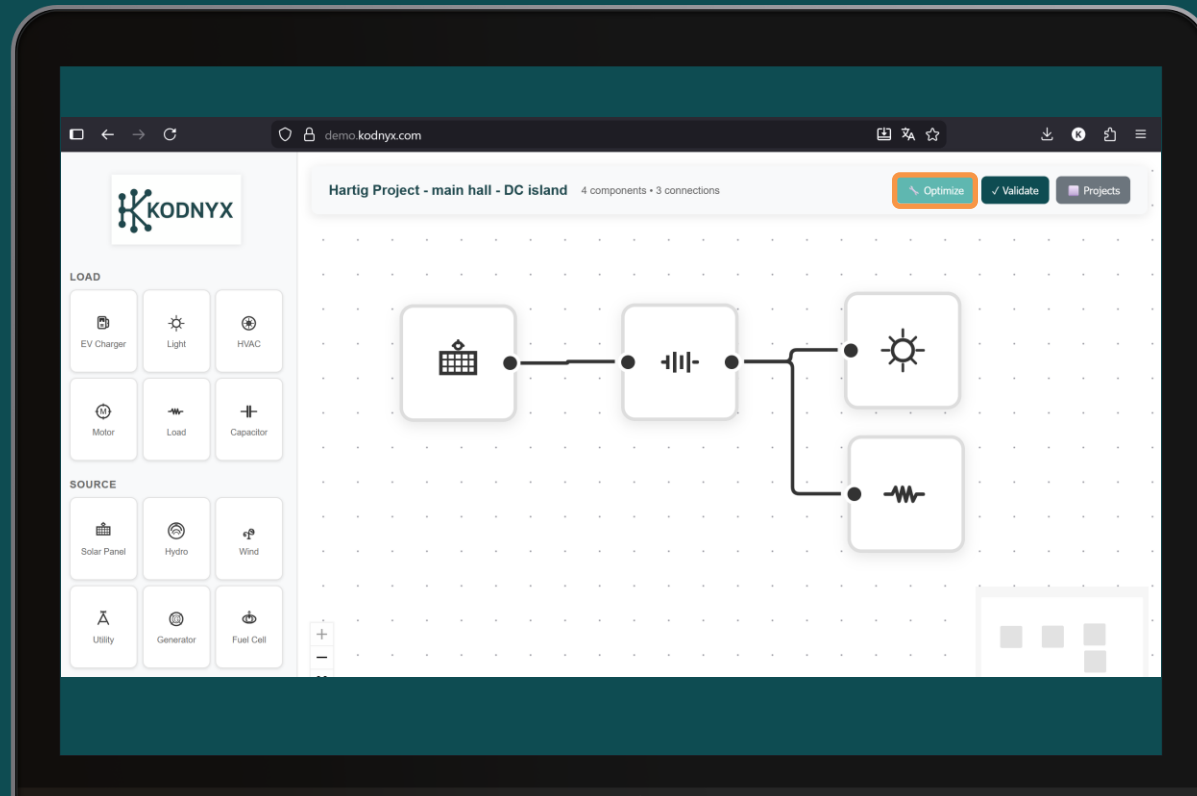 demo.kodnyx.com
KODNYX
Hartig Project - main hall - DC island 4 components • 3 connections
Optimize
✓ Validate
Projects
LOAD
EV Charger
Light
HVAC
M
Motor
Load
Capacitor
SOURCE
Solar Panel
Hydro
Wind
Utility
Generator
Fuel Cell